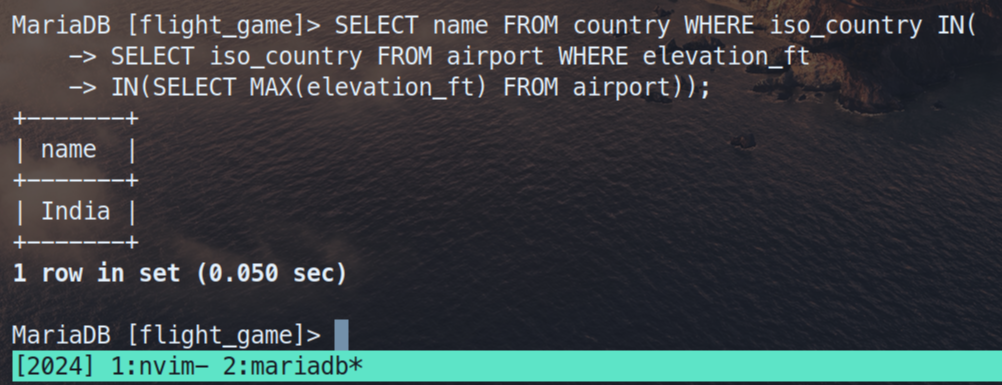 MariaDB [flight_game]> SELECT name FROM country WHERE iso_country IN(
    -> SELECT iso_country FROM airport WHERE elevation_ft
    -> IN(SELECT MAX(elevation_ft) FROM airport));
+-------+
| name  |
+-------+
| India |
+-------+
1 row in set (0.050 sec)
MariaDB [flight_game]>
[2024] 1:nvim- 2:mariadb*